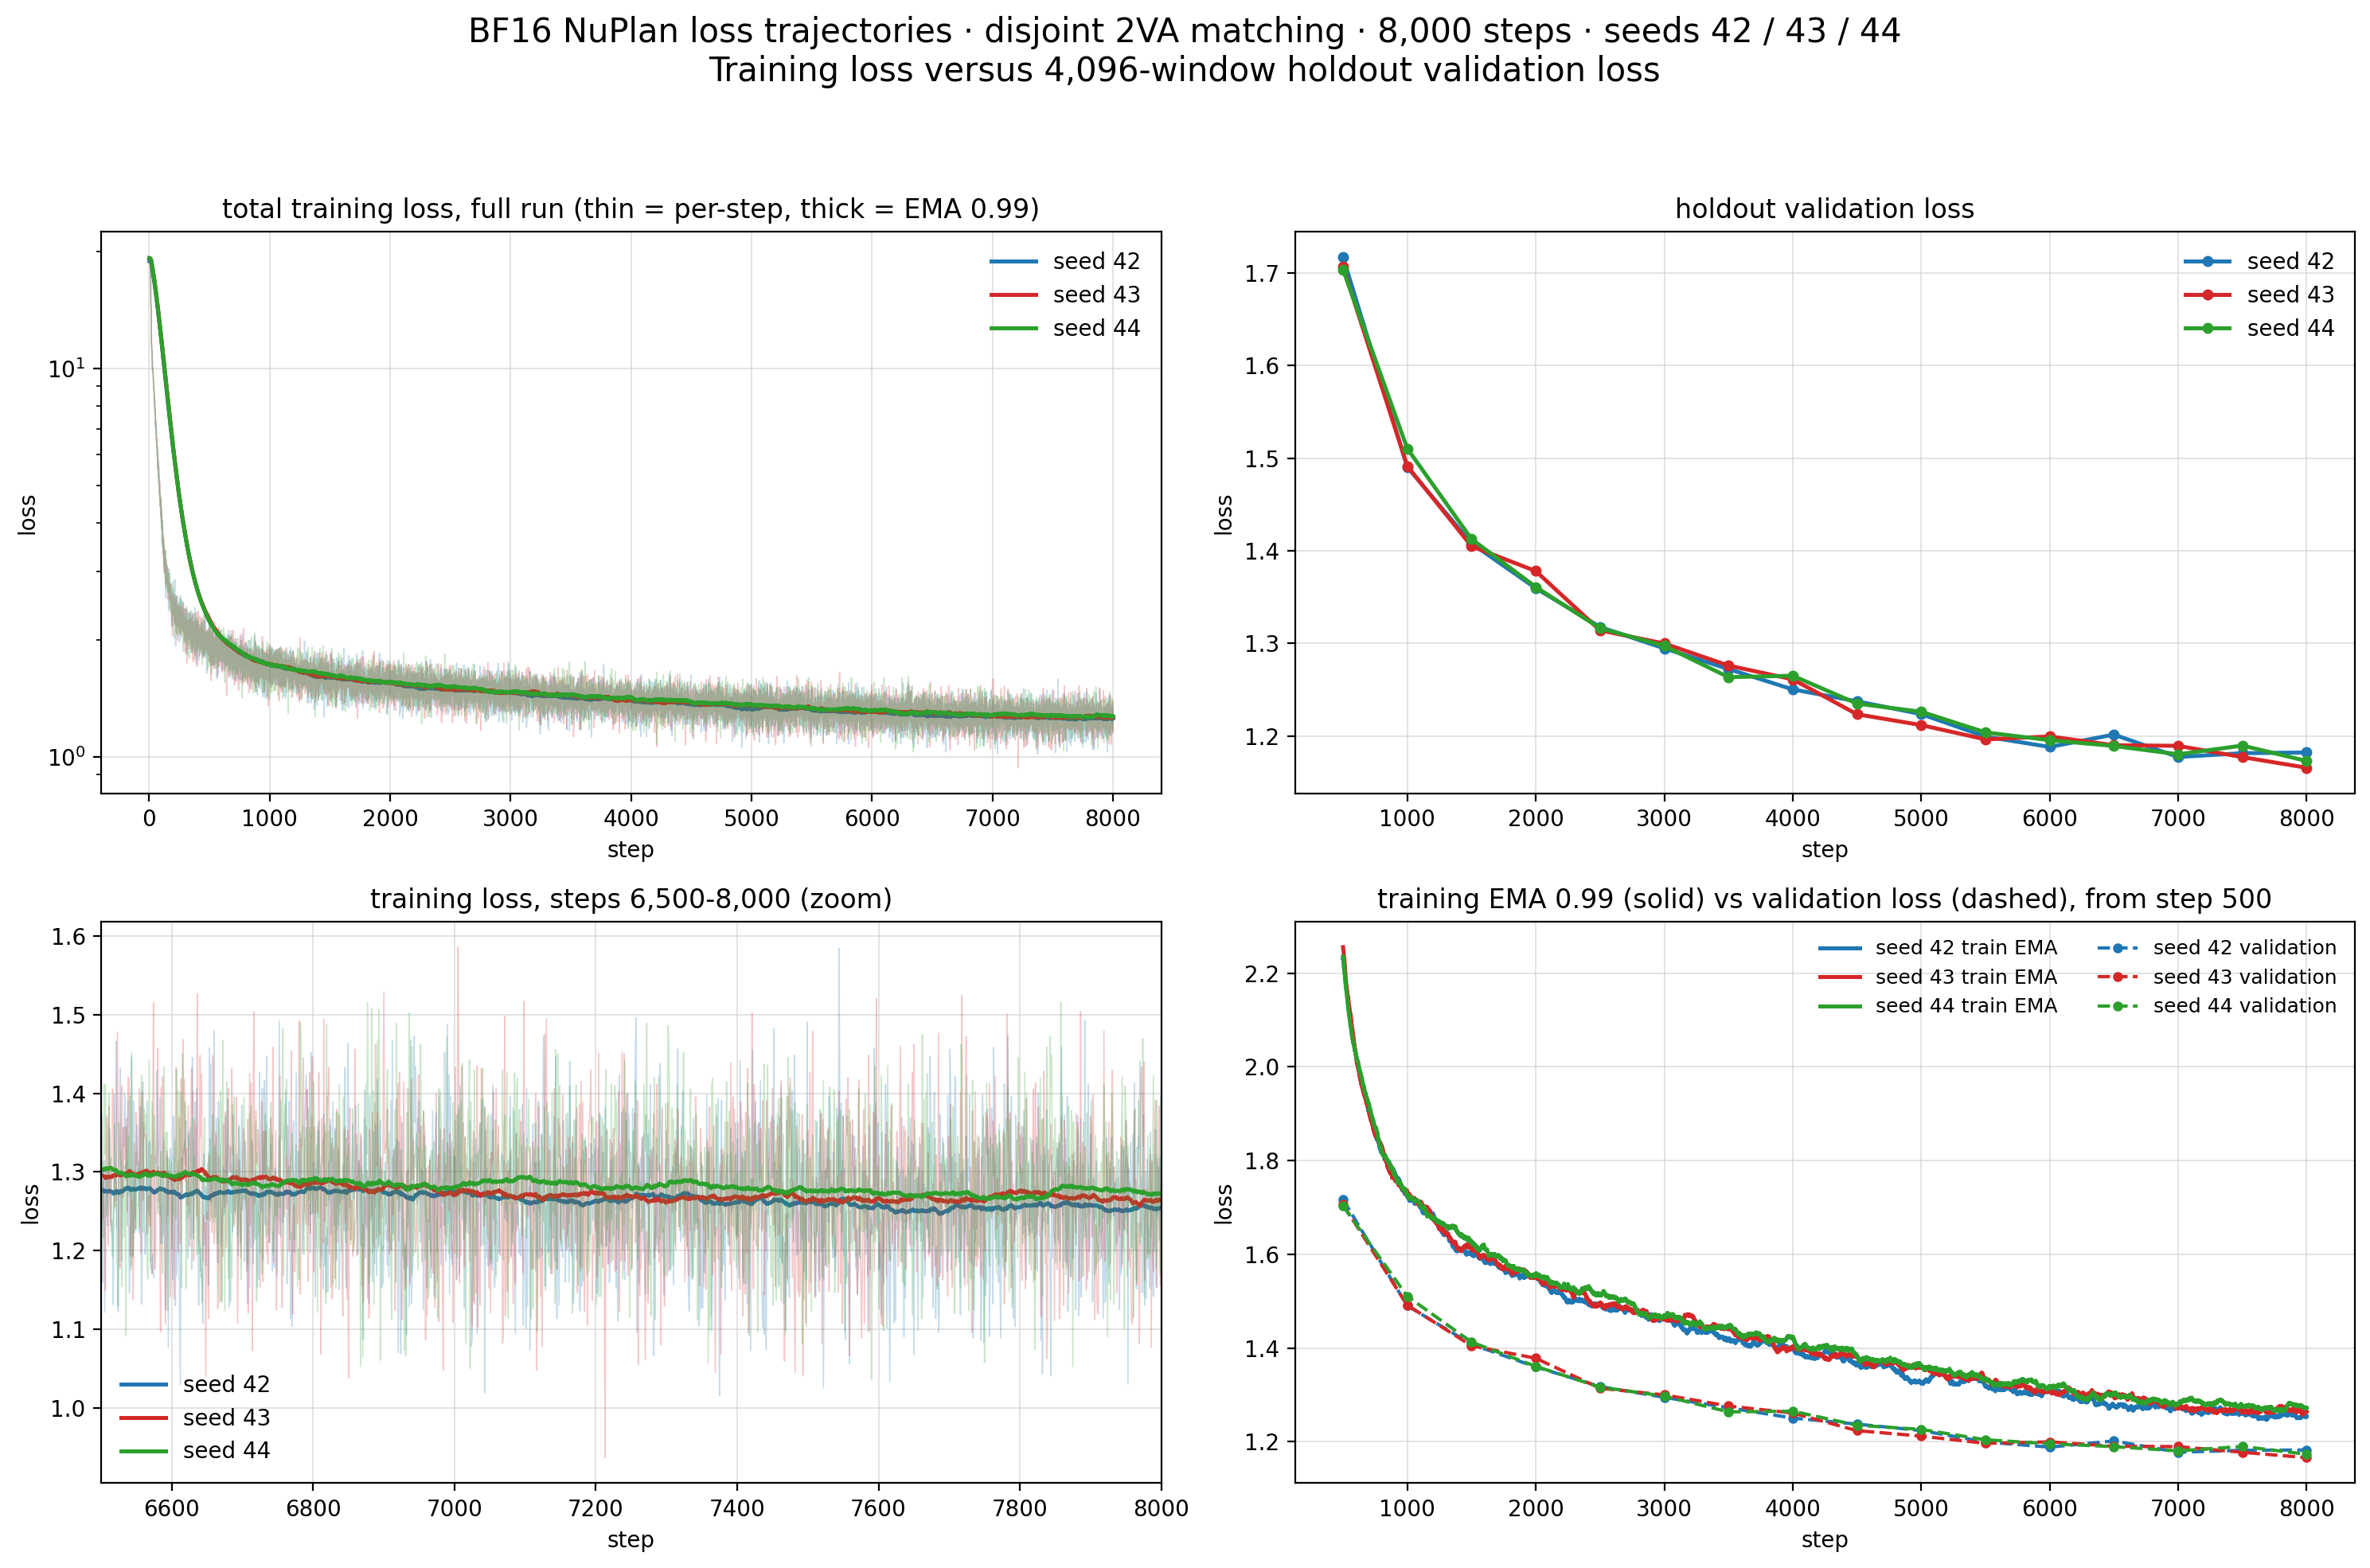 BF16 NuPlan loss trajectories · disjoint 2VA matching · 8,000 steps · seeds 42 / 43 / 44
Training loss versus 4,096-window holdout validation loss
total training loss, full run (thin = per-step, thick = EMA 0.99)
loss
10¹
10⁰
seed 42
seed 43
seed 44
0 1000 2000 3000 4000 5000 6000 7000 8000
step
holdout validation loss
loss
1.7
1.6
1.5
1.4
1.3
1.2
seed 42
seed 43
seed 44
1000 2000 3000 4000 5000 6000 7000 8000
step
training loss, steps 6,500-8,000 (zoom)
loss
1.6
1.5
1.4
1.3
1.2
1.1
1.0
seed 42
seed 43
seed 44
6600 6800 7000 7200 7400 7600 7800 8000
step
training EMA 0.99 (solid) vs validation loss (dashed), from step 500
loss
2.2
2.0
1.8
1.6
1.4
1.2
seed 42 train EMA
seed 43 train EMA
seed 44 train EMA
seed 42 validation
seed 43 validation
seed 44 validation
1000 2000 3000 4000 5000 6000 7000 8000
step